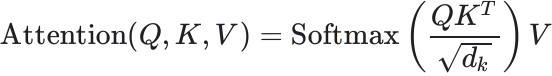 Attention(Q, K, V) = Softmax(QK^T / √d_k)V